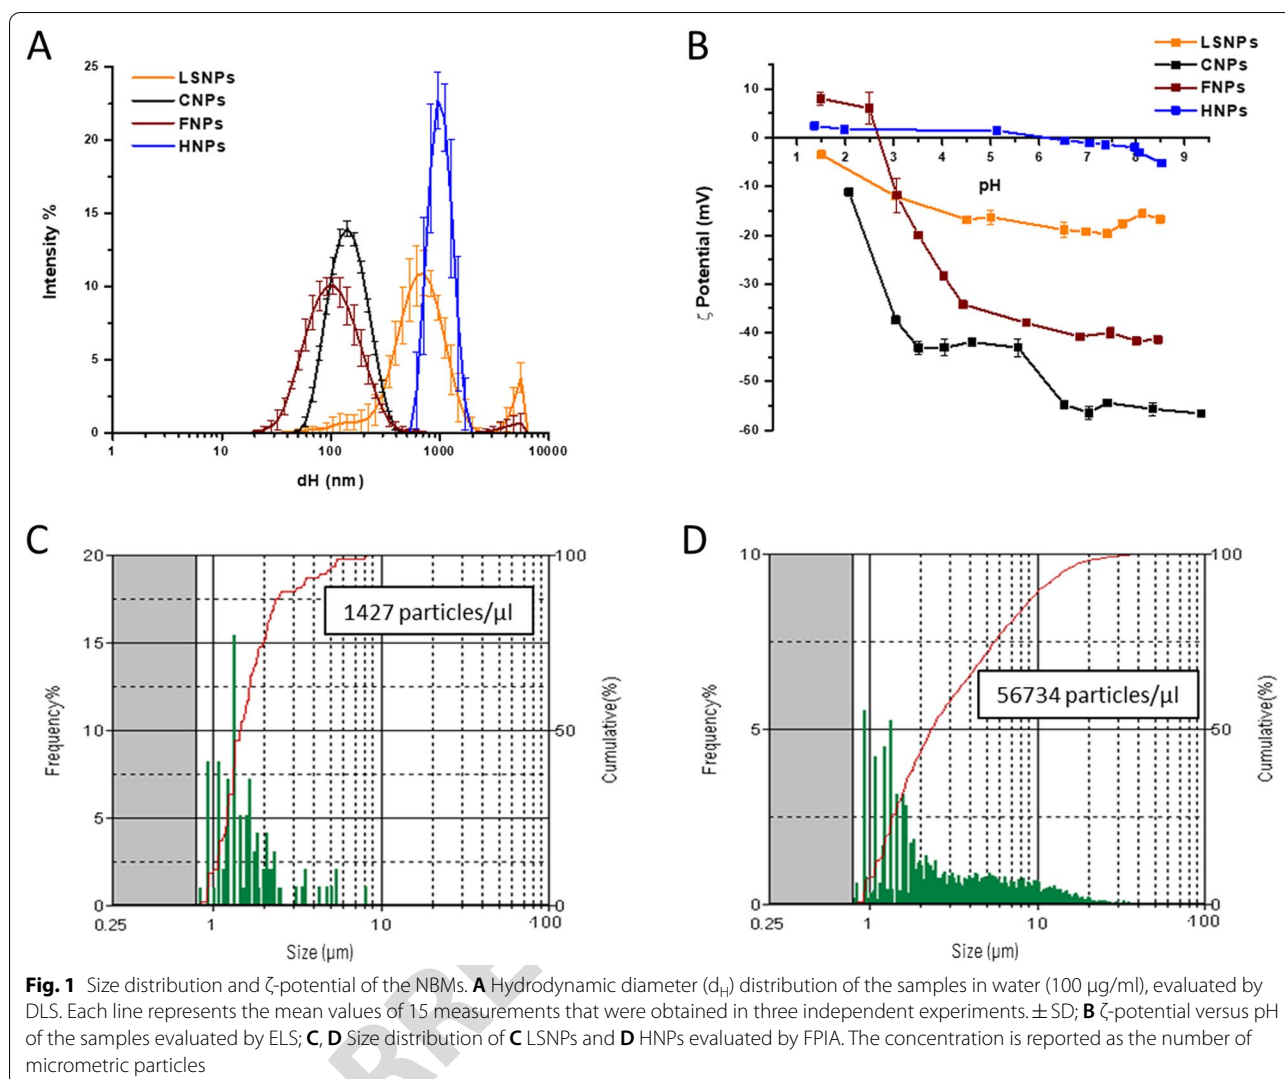 A
LSNPs
CNPs
FNPs
HNPs
25
20
15
10
5
0
Intensity %
1
10
100
1000
10000
dH (nm)
B
LSNPs
CNPs
FNPs
HNPs
10
0
-10
-20
-30
-40
-50
-60
ζ Potential (mV)
1 2 3 4 5 6 7 8 9
pH
C
20
15
10
5
0
Frequency%
100
50
0
Cumulative(%)
1427 particles/μl
0.25
1
10
100
Size (μm)
D
10
5
0
Frequency%
100
50
0
Cumulative(%)
56734 particles/μl
0.25
1
10
100
Size (μm)
Fig. 1 Size distribution and ζ-potential of the NBMs. A Hydrodynamic diameter (dH) distribution of the samples in water (100 μg/ml), evaluated by
DLS. Each line represents the mean values of 15 measurements that were obtained in three independent experiments. ± SD; B ζ-potential versus pH
of the samples evaluated by ELS; C, D Size distribution of C LSNPs and D HNPs evaluated by FPIA. The concentration is reported as the number of
micrometric particles